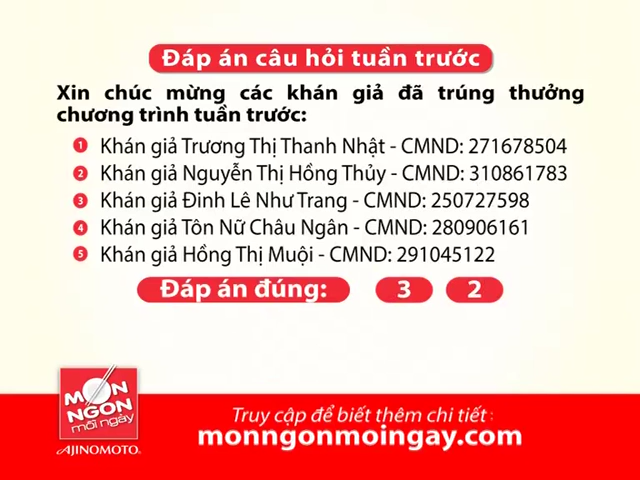 Đáp án câu hỏi tuần trước
Xin chúc mừng các khán giả đã trúng thưởng
chương trình tuần trước:
1 Khán giả Trương Thị Thanh Nhật - CMND: 271678504
2 Khán giả Nguyễn Thị Hồng Thủy - CMND: 310861783
3 Khán giả Đinh Lê Như Trang - CMND: 250727598
4 Khán giả Tôn Nữ Châu Ngân - CMND: 280906161
5 Khán giả Hồng Thị Muội - CMND: 291045122
Đáp án đúng: 3 2
MÓN
NGON
mỗi ngày
AJINOMOTO®
Truy cập để biết thêm chi tiết:
monngonmoingay.com